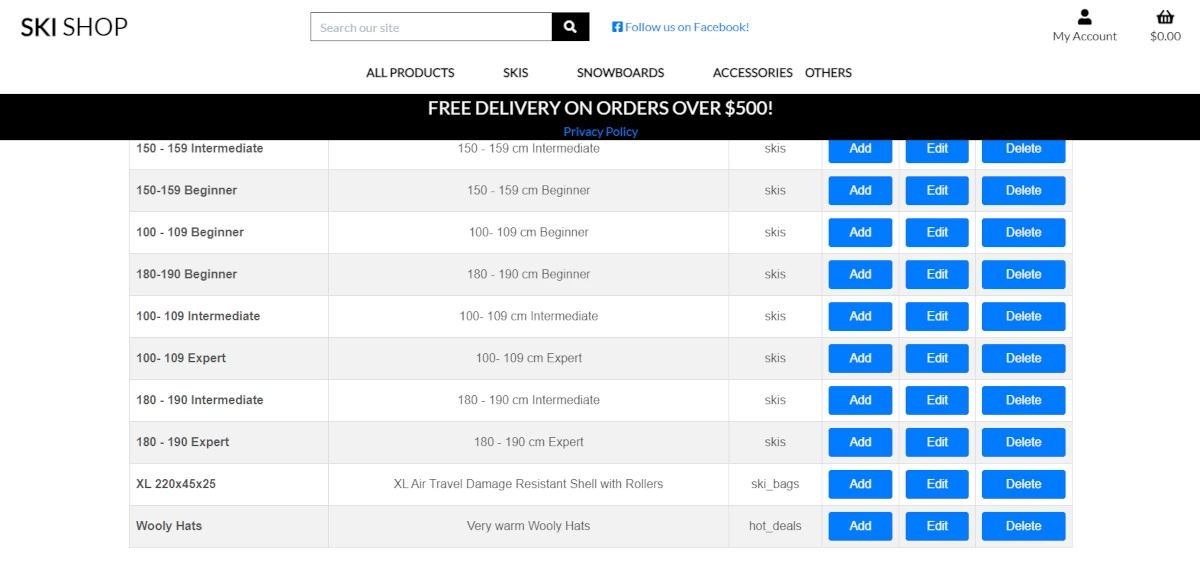 SKI SHOP
Search our site
Follow us on Facebook!
My Account
$0.00
ALL PRODUCTS SKIS SNOWBOARDS ACCESSORIES OTHERS
FREE DELIVERY ON ORDERS OVER $500!
Privacy Policy
150 - 159 Intermediate 150 - 159 cm Intermediate skis Add Edit Delete
150-159 Beginner 150 - 159 cm Beginner skis Add Edit Delete
100 - 109 Beginner 100- 109 cm Beginner skis Add Edit Delete
180-190 Beginner 180 - 190 cm Beginner skis Add Edit Delete
100- 109 Intermediate 100- 109 cm Intermediate skis Add Edit Delete
100- 109 Expert 100- 109 cm Expert skis Add Edit Delete
180 - 190 Intermediate 180 - 190 cm Intermediate skis Add Edit Delete
180 - 190 Expert 180 - 190 cm Expert skis Add Edit Delete
XL 220x45x25 XL Air Travel Damage Resistant Shell with Rollers ski_bags Add Edit Delete
Wooly Hats Very warm Wooly Hats hot_deals Add Edit Delete